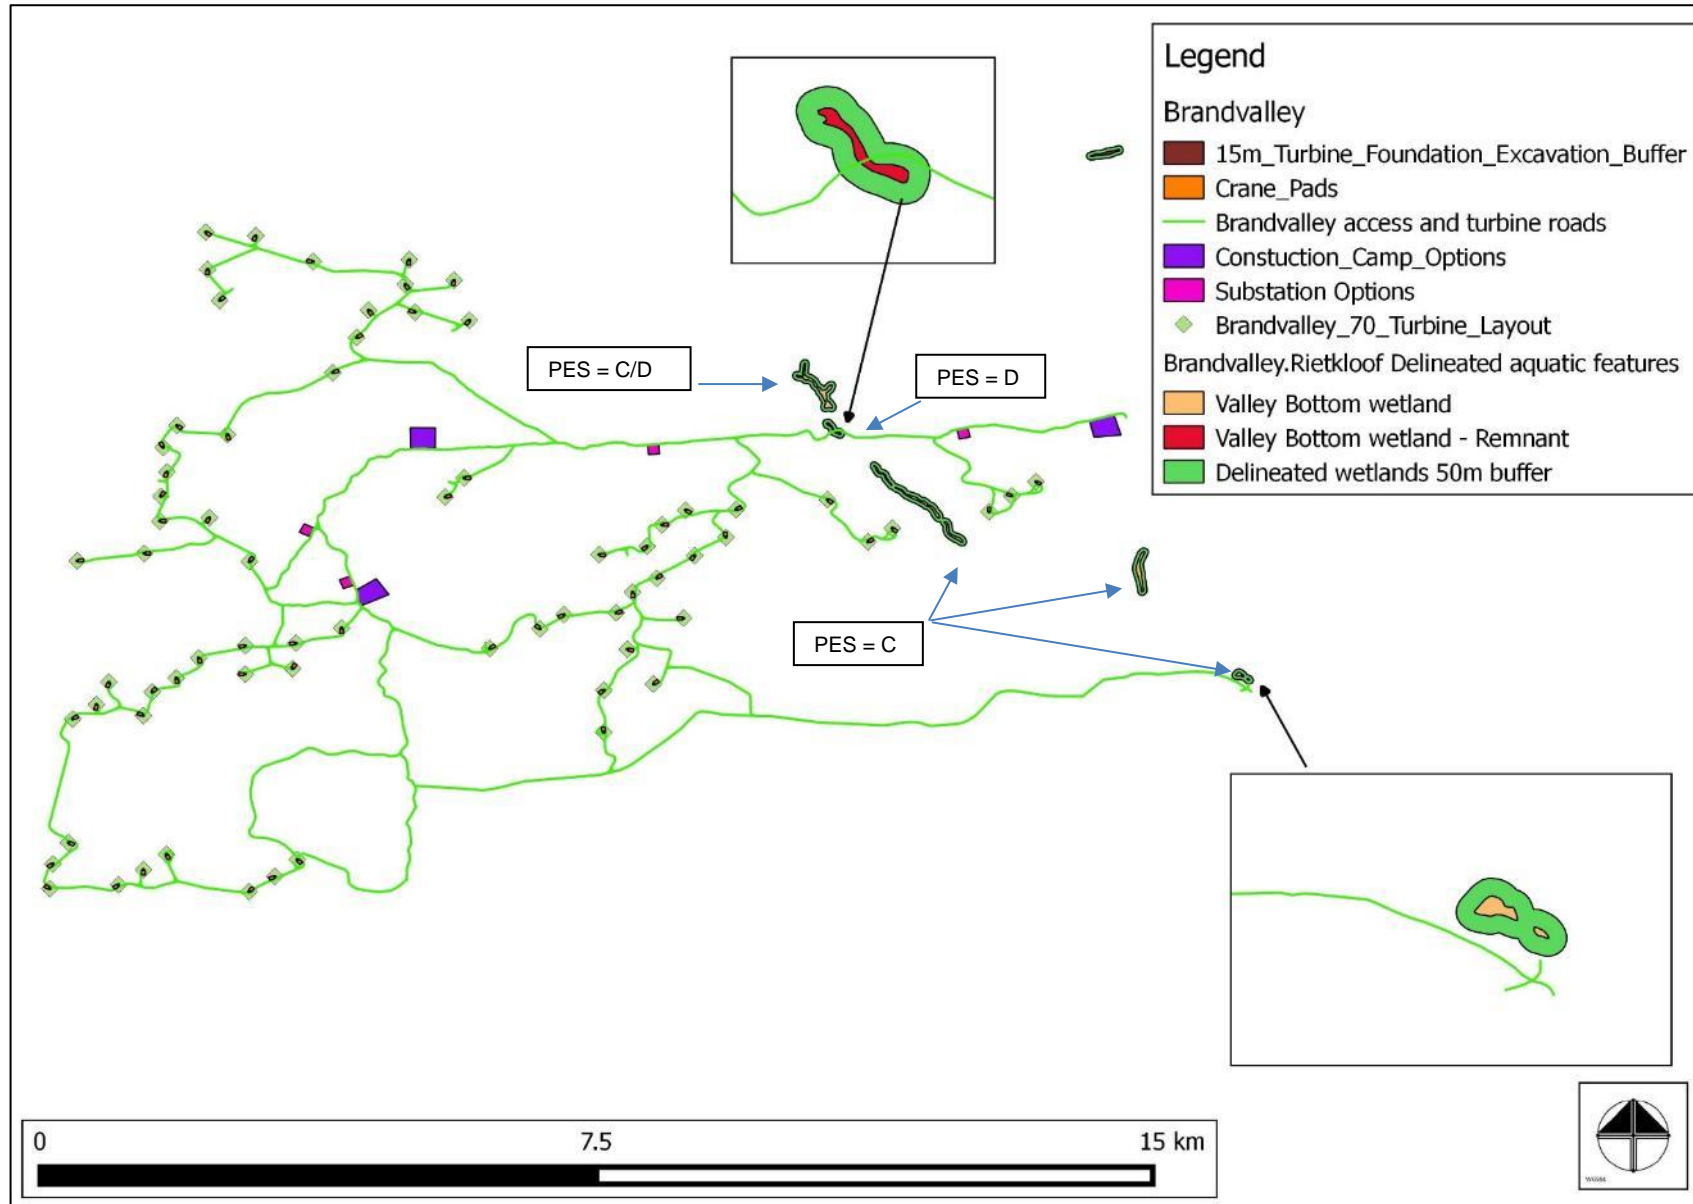 Legend
Brandvalley
15m_Turbine_Foundation_Excavation_Buffer
Crane_Pads
Brandvalley access and turbine roads
Constuction_Camp_Options
Substation Options
Brandvalley_70_Turbine_Layout
Brandvalley.Rietkloof Delineated aquatic features
Valley Bottom wetland
Valley Bottom wetland - Remnant
Delineated wetlands 50m buffer
PES = C/D
PES = D
PES = C
0 7.5 15 km